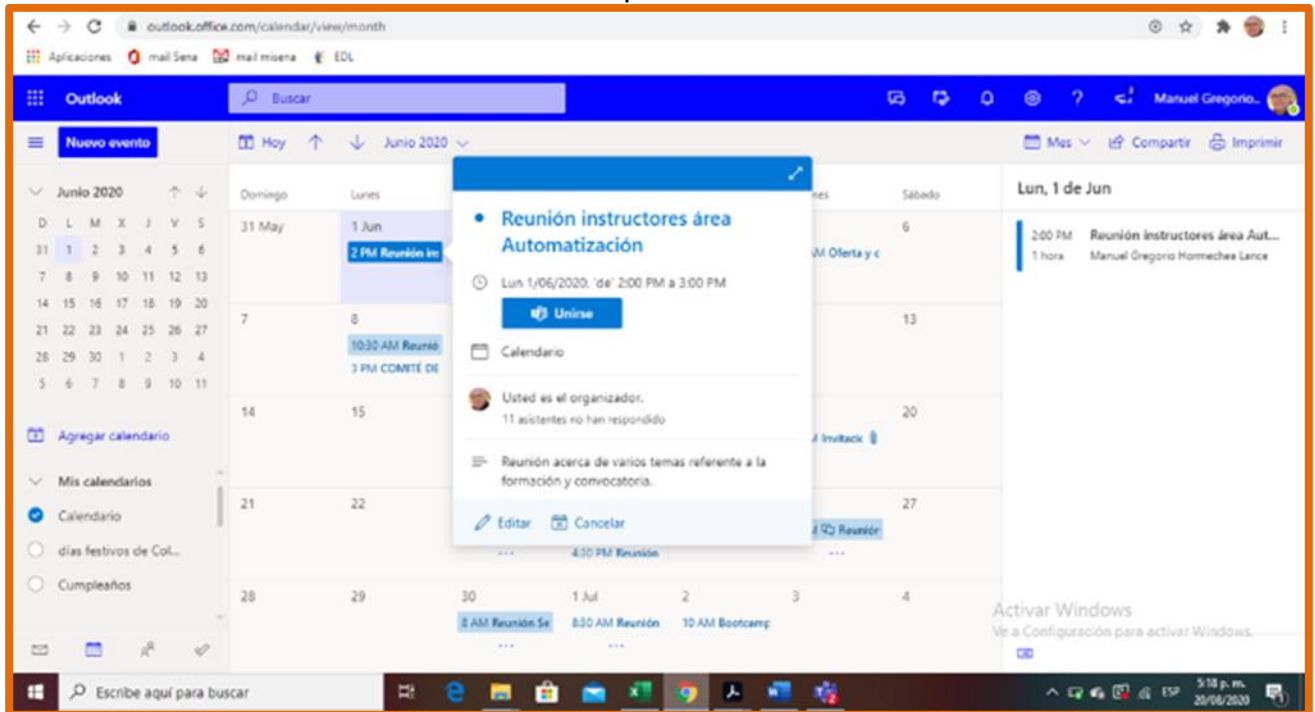 outlook.office.com/calendar/view/month
Aplicaciones mail Sena mail misena EDL
Outlook Buscar Manuel Gregorio...
Nuevo evento Hoy Junio 2020 Mes Compartir Imprimir
Junio 2020
D L M X J V S
31 1 2 3 4 5 6
7 8 9 10 11 12 13
14 15 16 17 18 19 20
21 22 23 24 25 26 27
28 29 30 1 2 3 4
5 6 7 8 9 10 11
Agregar calendario
Mis calendarios
Calendario
días festivos de Col...
Cumpleaños
Domingo Lunes nes Sábado
31 May 1 Jun 6
2 PM Reunión ins AM Oferta y c
7 8 13
10:30 AM Reunió
3 PM COMITÉ DE
14 15 20
Invitació
21 22 27
Reunión
4:30 PM Reunión
28 29 30 1 Jul 2 3 4
8 AM Reunión Se 8:30 AM Reunión 10 AM Bootcamp
Reunión instructores área
Automatización
Lun 1/06/2020, 'de' 2:00 PM a 3:00 PM
Unirse
Calendario
Usted es el organizador.
11 asistentes no han respondido
Reunión acerca de varios temas referente a la
formación y convocatoria.
Editar Cancelar
Lun, 1 de Jun
2:00 PM Reunión instructores área Aut...
1 hora Manuel Gregorio Hormechea Lance
Activar Windows
Ve a Configuración para activar Windows.
Escribe aquí para buscar ESP 5:18 p. m.
20/08/2020